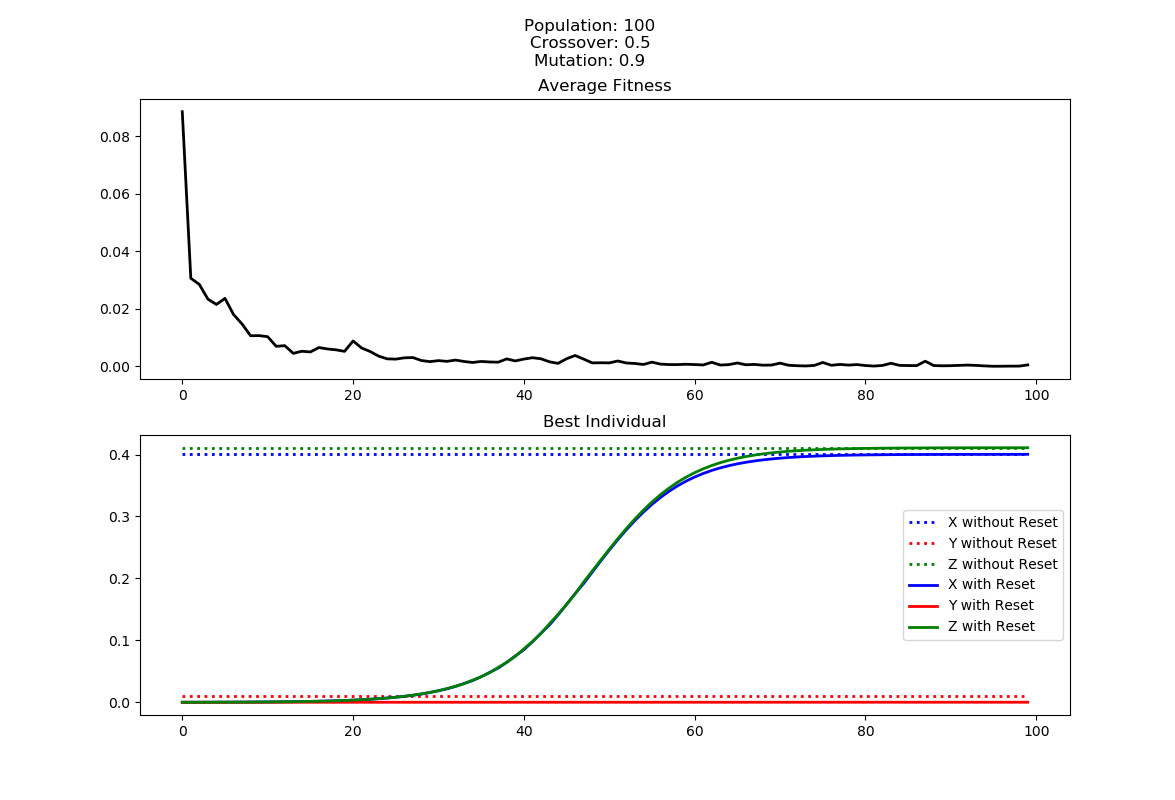 Population: 100
Crossover: 0.5
Mutation: 0.9
Average Fitness
0.08
0.06
0.04
0.02
0.00
0 20 40 60 80 100
Best Individual
0.4
0.3
0.2
0.1
0.0
X without Reset
Y without Reset
Z without Reset
X with Reset
Y with Reset
Z with Reset
0 20 40 60 80 100